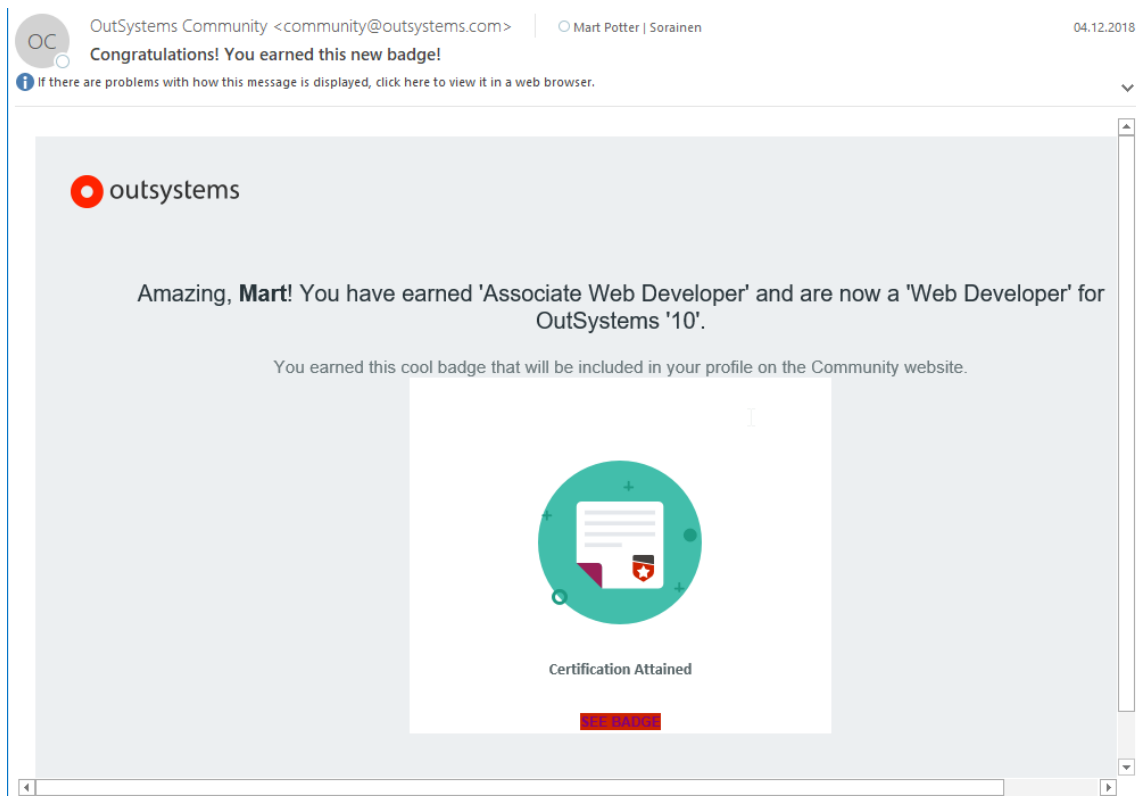 OC
OutSystems Community <community@outsystems.com>
Mart Potter | Sorainen
04.12.2018
Congratulations! You earned this new badge!
If there are problems with how this message is displayed, click here to view it in a web browser.
outsystems
Amazing, Mart! You have earned 'Associate Web Developer' and are now a 'Web Developer' for
OutSystems '10'.
You earned this cool badge that will be included in your profile on the Community website.
Certification Attained
SEE BADGE